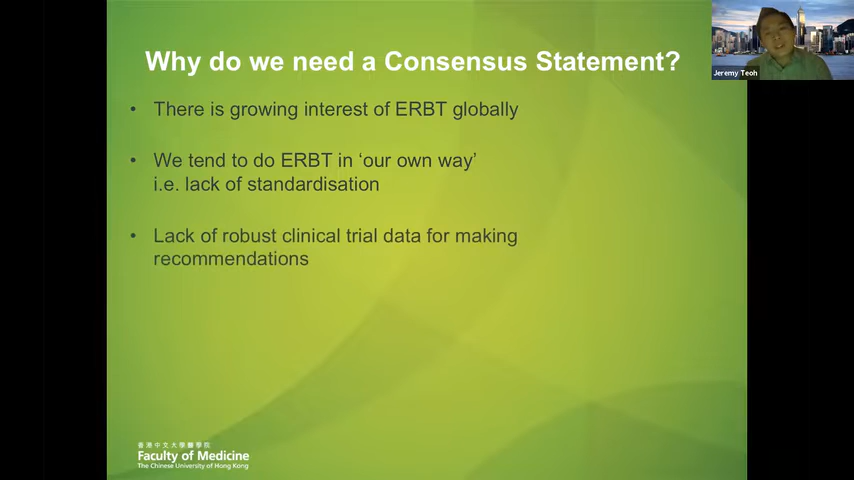 Why do we need a Consensus Statement?
• There is growing interest of ERBT globally
• We tend to do ERBT in ‘our own way’
i.e. lack of standardisation
• Lack of robust clinical trial data for making
recommendations
Jeremy Teoh
香港中文大學醫學院
Faculty of Medicine
The Chinese University of Hong Kong